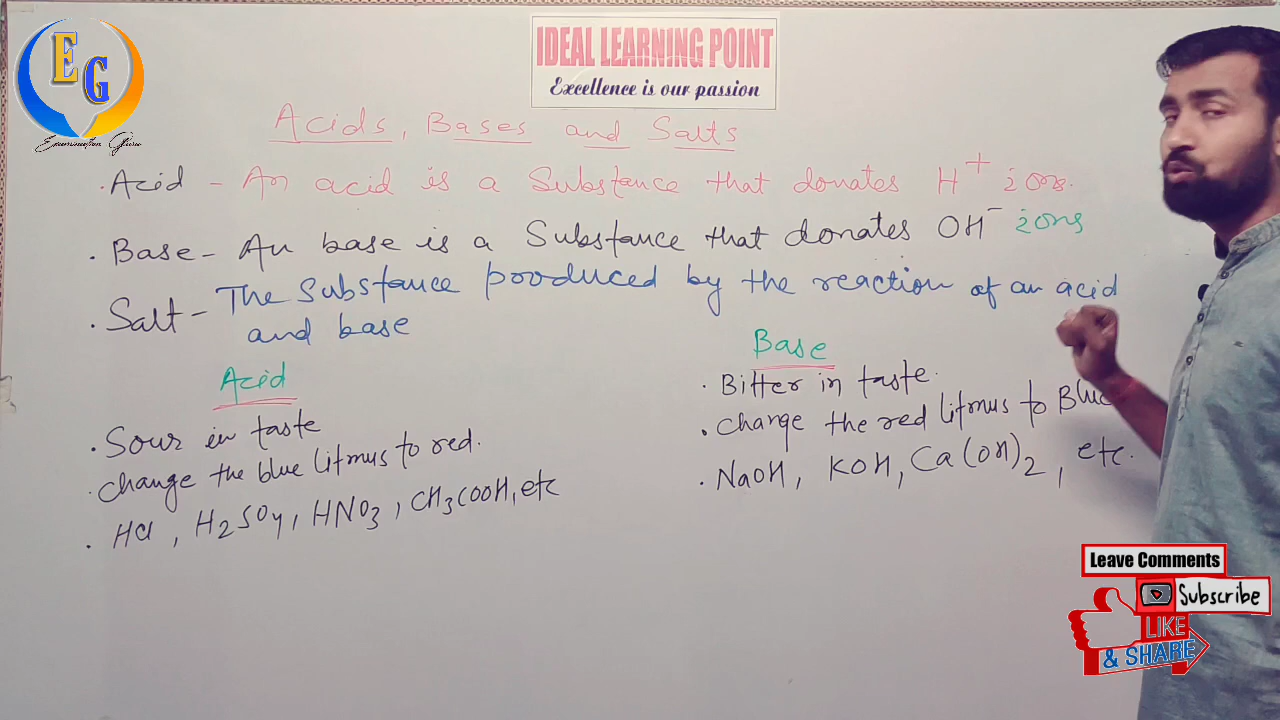 E
G
Examination Guru
IDEAL LEARNING POINT
Excellence is our passion
Acids, Bases and Salts
. Acid - An acid is a Substance that donates H⁺ ions.
. Base - An base is a Substance that donates OH⁻ ions
. Salt - The Substance produced by the reaction of an acid
and base
Acid
. Sour in taste
. change the blue litmus to red.
. HCl, H₂SO₄, HNO₃, CH₃COOH, etc
Base
. Bitter in taste.
. change the red litmus to Blue
. NaOH, KOH, Ca(OH)₂, etc.
Leave Comments
Subscribe
LIKE
& SHARE